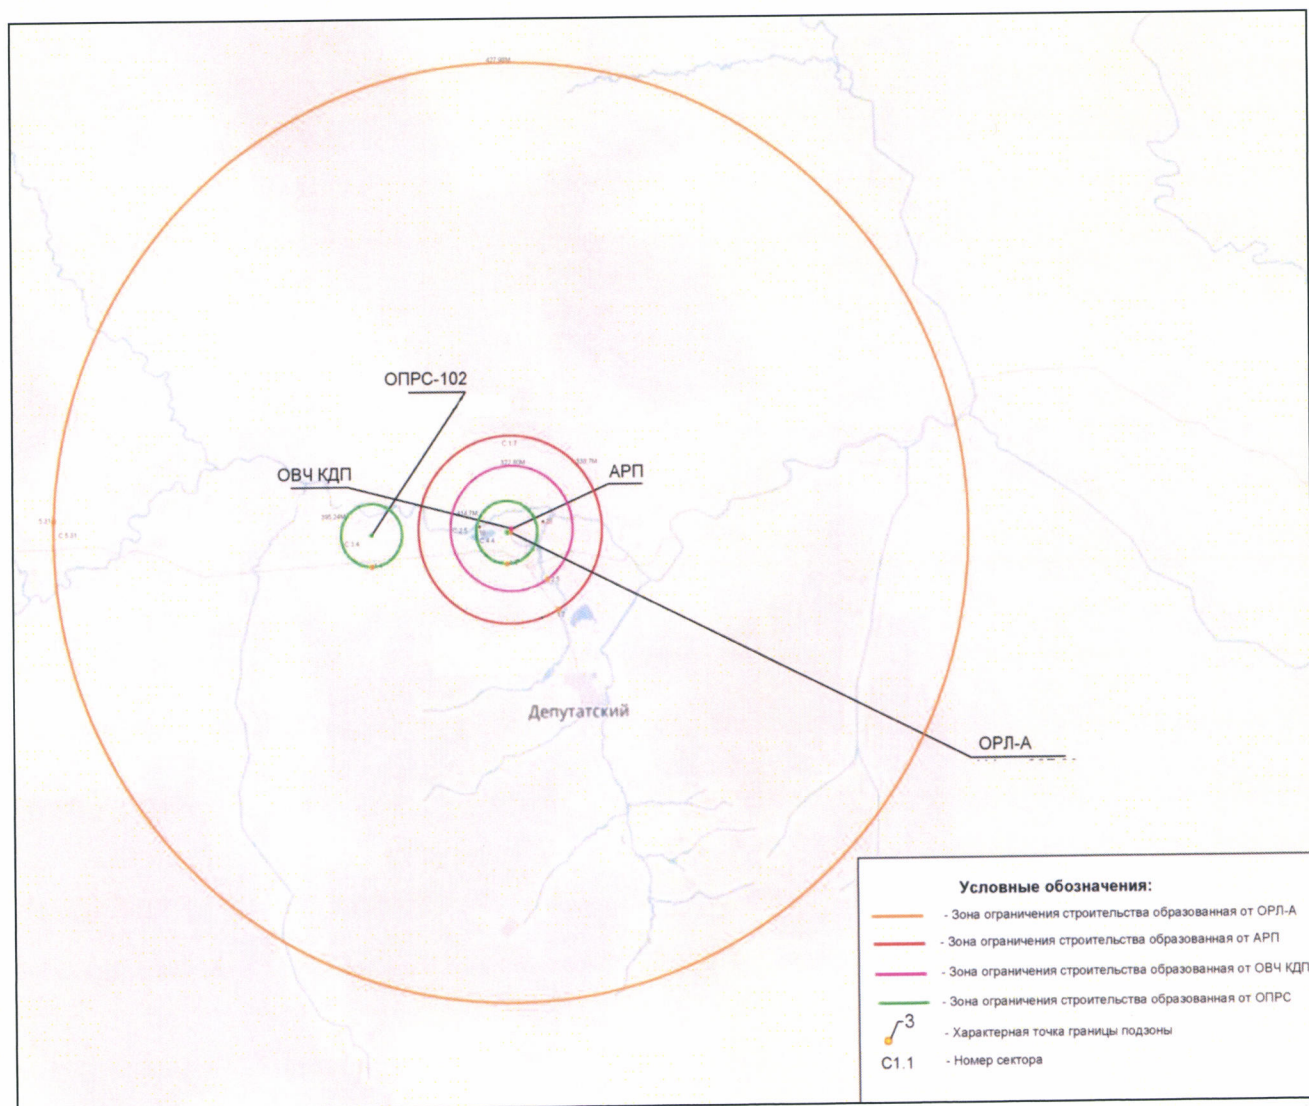 ОПРС-102
ОВЧ КДП
АРП
Депутатский
ОРЛ-А
Условные обозначения:
- Зона ограничения строительства образованная от ОРЛ-А
- Зона ограничения строительства образованная от АРП
- Зона ограничения строительства образованная от ОВЧ КДП
- Зона ограничения строительства образованная от ОПРС
3
- Характерная точка границы подзоны
С1.1
- Номер сектора